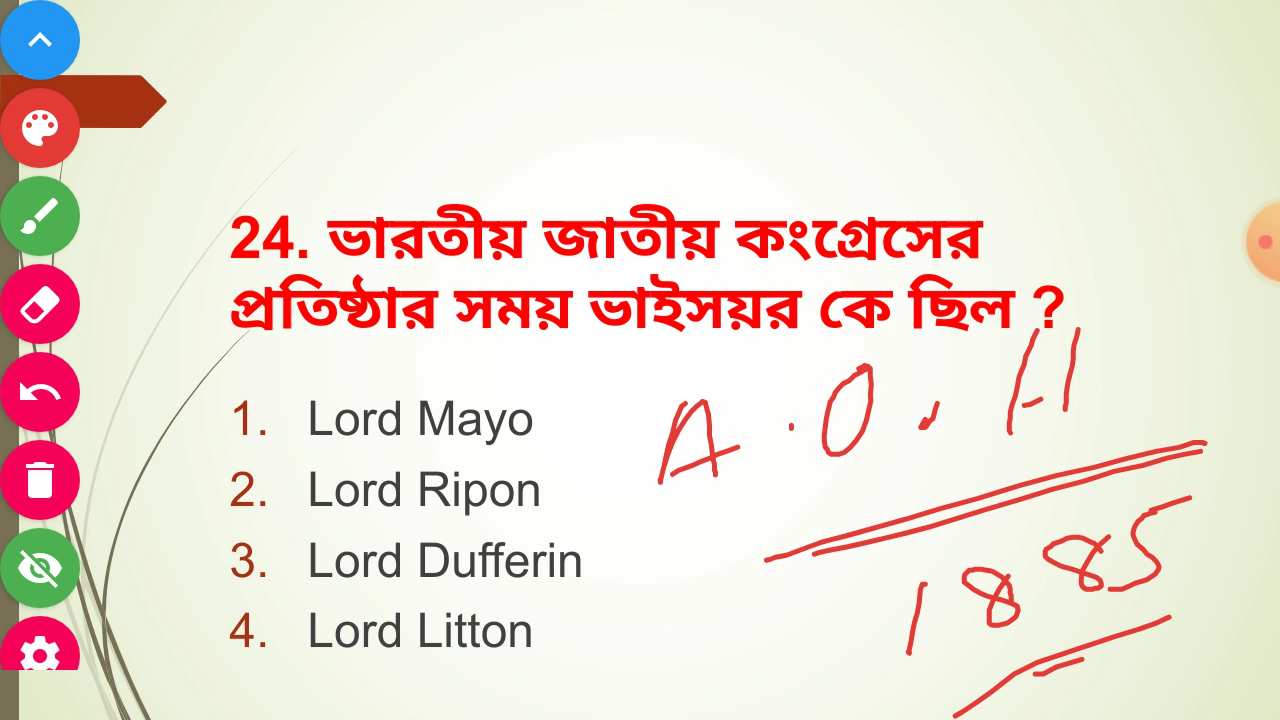 24. ভারতীয় জাতীয় কংগ্রেসের
প্রতিষ্ঠার সময় ভাইসয়র কে ছিল ?
1. Lord Mayo
2. Lord Ripon
3. Lord Dufferin
4. Lord Litton
A . O . H
1885